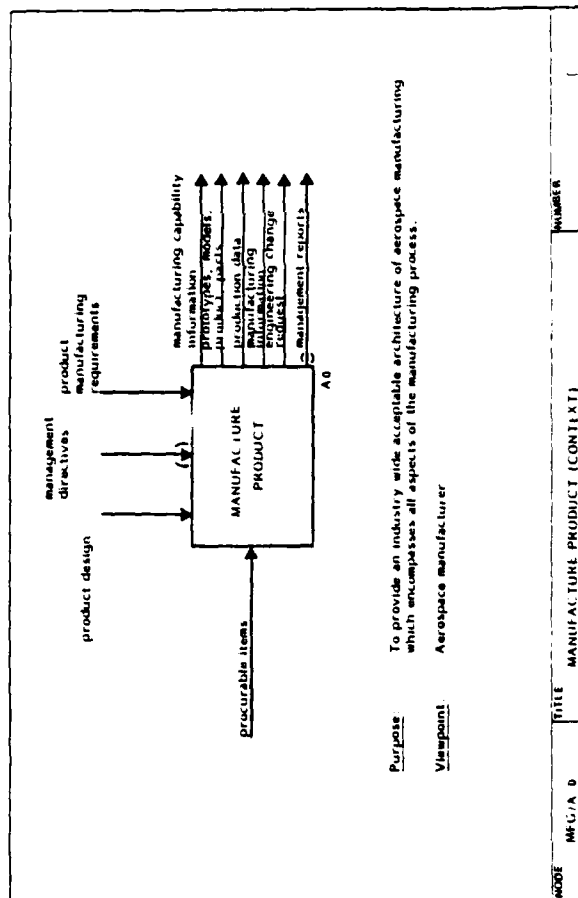 product design
management
directives
product
manufacturing
requirements
procurable items
MANUFACTURE
PRODUCT
A0
manufacturing capability
information
prototypes, models,
product, parts
production data
manufacturing
information
engineering change
request
management reports
Purpose: To provide an industry wide acceptable architecture of aerospace manufacturing
which encompasses all aspects of the manufacturing process.
Viewpoint: Aerospace manufacturer
NODE
TITLE MANUFACTURE PRODUCT (CONTEXT)
NUMBER